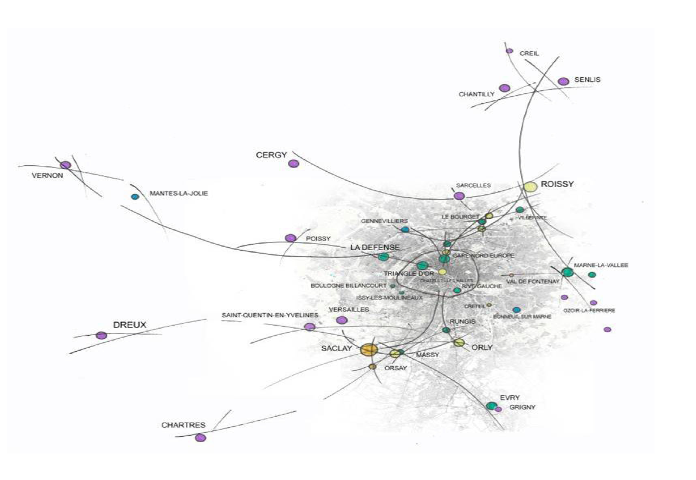 CREIL
SENLIS
CHANTILLY
CERGY
VERNON
MANTES-LA-JOLIE
ROISSY
SARCELLES
LE BOURGET
GENNEVILLIERS
POISSY
LA DEFENSE
GARE NORD EUROPE
TRIANGLE D'OR
MARNE-LA-VALLEE
VAL DE FONTENAY
BOULOGNE BILLANCOURT
RIVE GAUCHE
ISSY-LES-MOULINEAUX
CRETEIL
BONNEUIL SUR MARNE
OZOIR-LA-FERRIERE
SAINT-QUENTIN-EN-YVELINES
VERSAILLES
RUNGIS
DREUX
SACLAY
MASSY
ORLY
ORSAY
EVRY
GRIGNY
CHARTRES